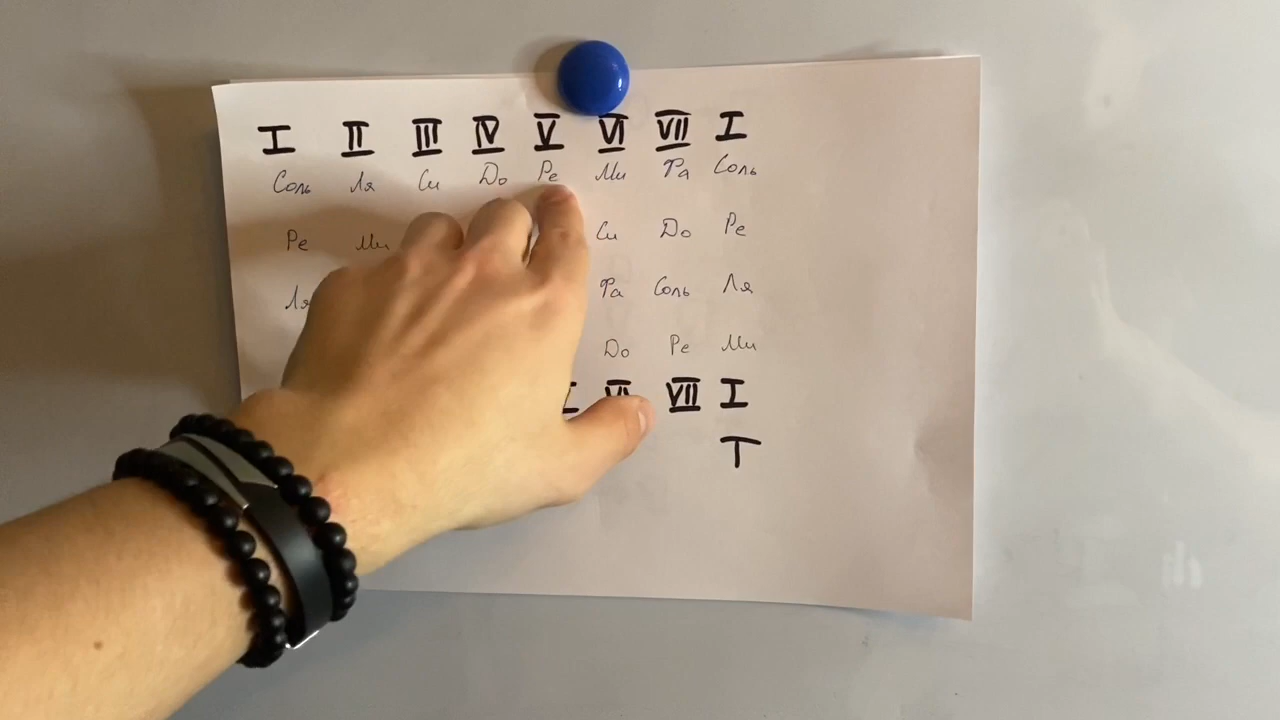 I II III IV V VI VII I
Соль Ля Си До Ре Ми Фа Соль
Ре Ми Си До Ре
Ля Фа Соль Ля
До Ре Ми
VI VII I
T